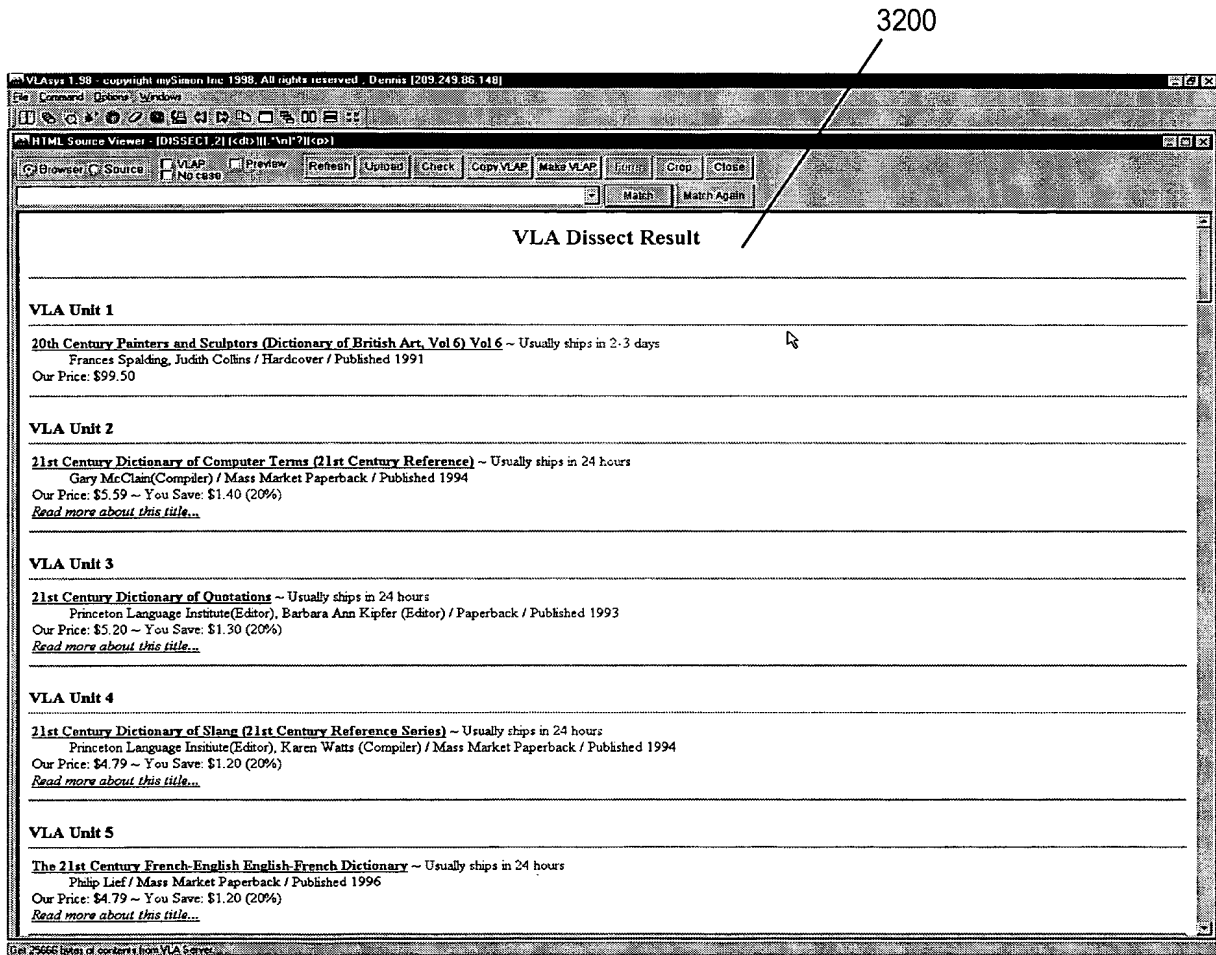 3200
VLAsys 1.98 - copyright mySimon Inc 1998, All rights reserved , Dennis [209.249.86.148]
File Command Options Windows
HTML Source Viewer - [DISSECT,2]
Browser Source VLAP No case Preview Refresh Upload Check Copy VLAP Make VLAP Crop Close
Match Match Again
VLA Dissect Result
VLA Unit 1
20th Century Painters and Sculptors (Dictionary of British Art, Vol 6) Vol 6 ~ Usually ships in 2-3 days
Frances Spalding, Judith Collins / Hardcover / Published 1991
Our Price: $99.50
VLA Unit 2
21st Century Dictionary of Computer Terms (21st Century Reference) ~ Usually ships in 24 hours
Gary McClain(Compiler) / Mass Market Paperback / Published 1994
Our Price: $5.59 ~ You Save: $1.40 (20%)
Read more about this title...
VLA Unit 3
21st Century Dictionary of Quotations ~ Usually ships in 24 hours
Princeton Language Institute(Editor), Barbara Ann Kipfer (Editor) / Paperback / Published 1993
Our Price: $5.20 ~ You Save: $1.30 (20%)
Read more about this title...
VLA Unit 4
21st Century Dictionary of Slang (21st Century Reference Series) ~ Usually ships in 24 hours
Princeton Language Insitiute(Editor), Karen Watts (Compiler) / Mass Market Paperback / Published 1994
Our Price: $4.79 ~ You Save: $1.20 (20%)
Read more about this title...
VLA Unit 5
The 21st Century French-English English-French Dictionary ~ Usually ships in 24 hours
Philip Lief / Mass Market Paperback / Published 1996
Our Price: $4.79 ~ You Save: $1.20 (20%)
Read more about this title...
Get 25666 bytes of contents from VLA Server...